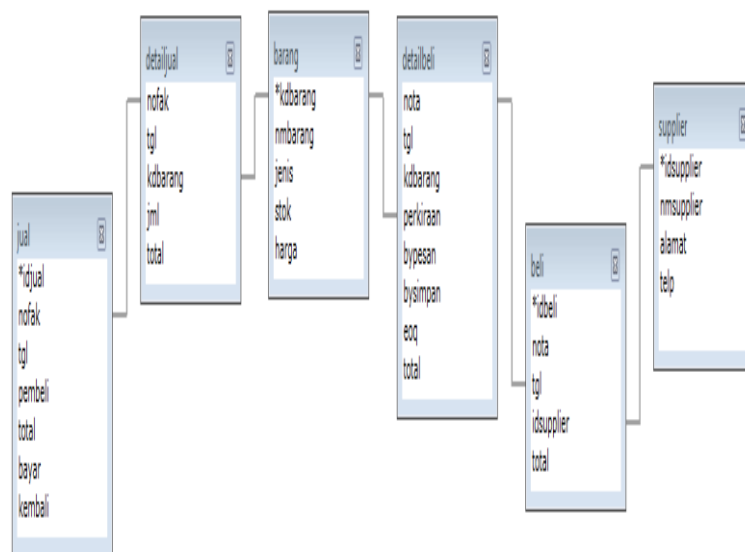 jual
*idjual
nofak
tgl
pembeli
total
bayar
kembali
detailjual
nofak
tgl
kdbarang
jml
total
barang
*kdbarang
nmbarang
jenis
stok
harga
detailbeli
nota
tgl
kdbarang
perkiraan
bypesan
bysimpan
eoq
total
beli
*idbeli
nota
tgl
idsupplier
total
supplier
*idsupplier
nmsupplier
alamat
telp